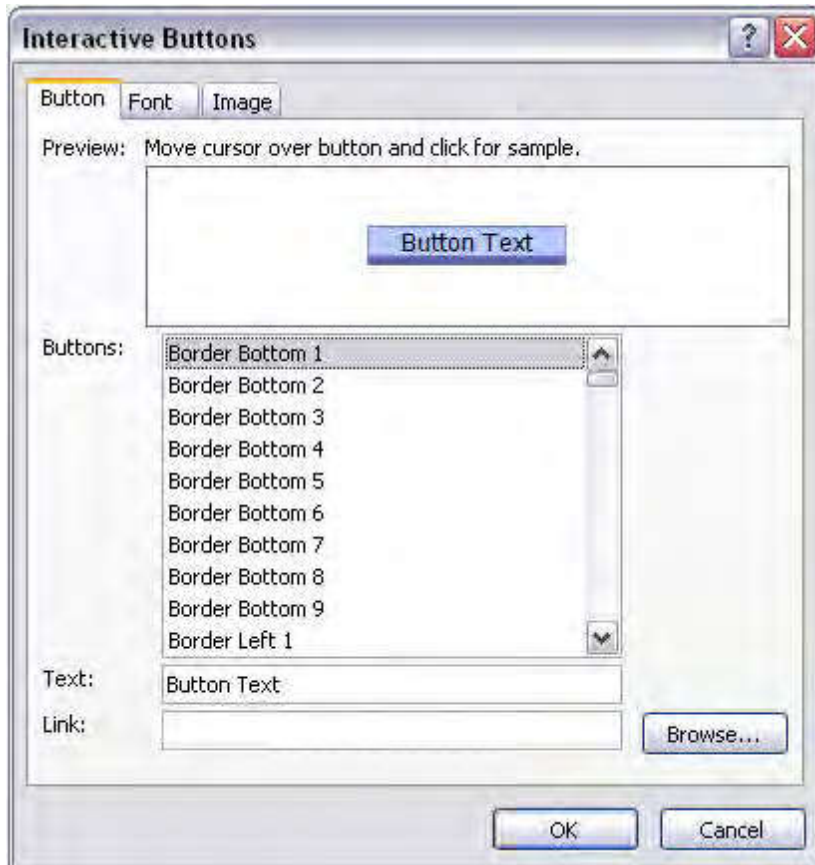 Interactive Buttons ?
Button Font Image
Preview: Move cursor over button and click for sample.
Button Text
Buttons: Border Bottom 1
Border Bottom 2
Border Bottom 3
Border Bottom 4
Border Bottom 5
Border Bottom 6
Border Bottom 7
Border Bottom 8
Border Bottom 9
Border Left 1
Text: Button Text
Link: Browse...
OK Cancel